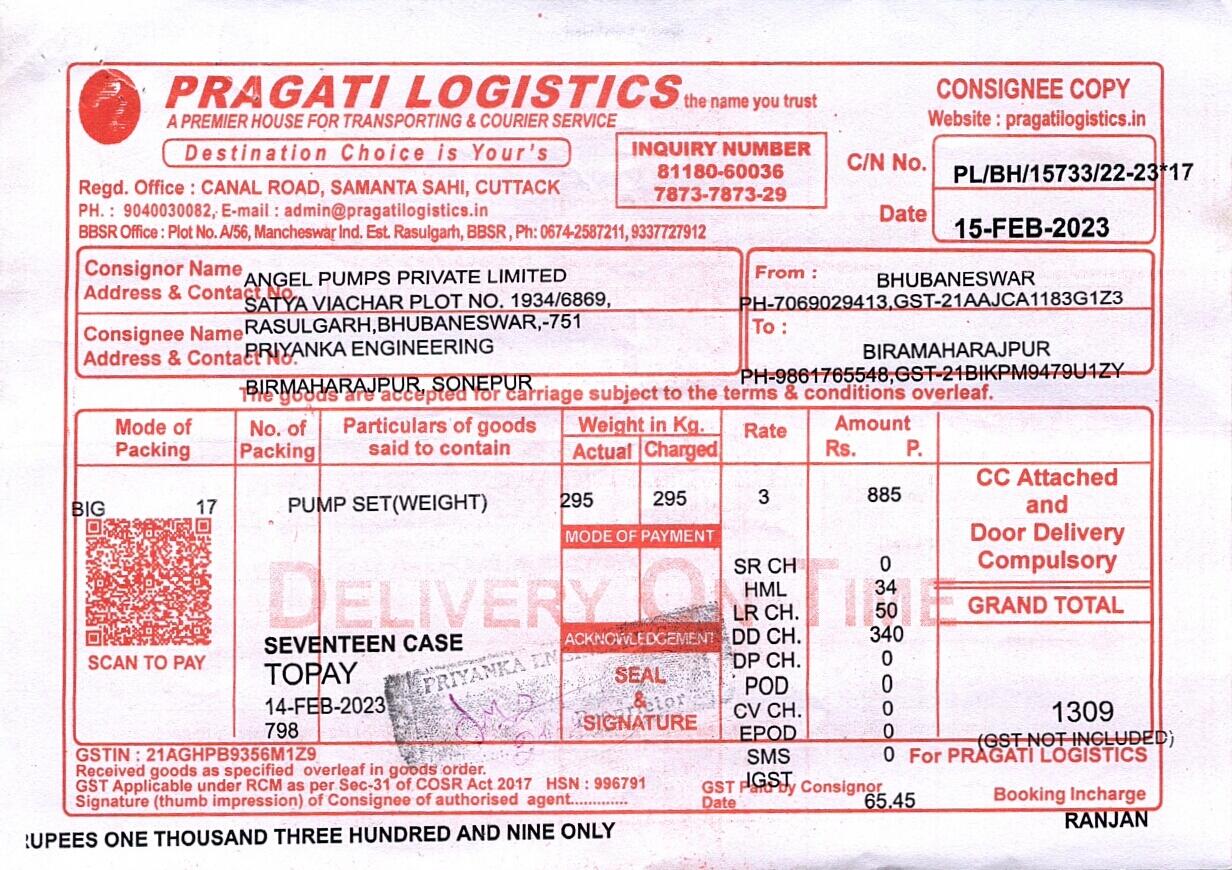 PRAGATI LOGISTICS the name you trust
A PREMIER HOUSE FOR TRANSPORTING & COURIER SERVICE
Destination Choice is Your's
CONSIGNEE COPY
Website : pragatilogistics.in
INQUIRY NUMBER
81180-60036
7873-7873-29
C/N No. PL/BH/15733/22-23*17
Date 15-FEB-2023
Regd. Office : CANAL ROAD, SAMANTA SAHI, CUTTACK
PH. : 9040030082, E-mail : admin@pragatilogistics.in
BBSR Office : Plot No. A/56, Mancheswar Ind. Est. Rasulgarh, BBSR , Ph: 0674-2587211, 9337727912
Consignor Name ANGEL PUMPS PRIVATE LIMITED
Address & Contact No. SATYA VIACHAR PLOT NO. 1934/6869,
RASULGARH,BHUBANESWAR,-751
Consignee Name PRIYANKA ENGINEERING
Address & Contact No.
BIRMAHARAJPUR, SONEPUR
From : BHUBANESWAR
PH-7069029413,GST-21AAJCA1183G1Z3
To :
BIRAMAHARAJPUR
PH-9861765548,GST-21BIKPM9479U1ZY
The goods are accepted for carriage subject to the terms & conditions overleaf.
Mode of Packing No. of Packing Particulars of goods said to contain Weight in Kg. Actual Charged Rate Amount Rs. P.
BIG 17 PUMP SET(WEIGHT) 295 295 3 885
CC Attached
and
Door Delivery
Compulsory
MODE OF PAYMENT
DELIVERY ON TIME
SR CH 0
HML 34
LR CH. 50
DD CH. 340
DP CH. 0
POD 0
CV CH. 0
EPOD 0
SMS 0
IGST
GRAND TOTAL
1309
(GST NOT INCLUDED)
SCAN TO PAY
SEVENTEEN CASE
TOPAY
14-FEB-2023
798
ACKNOWLEDGEMENT
SEAL
&
SIGNATURE
PRIYANKA
Proprietor
GSTIN : 21AGHPB9356M1Z9
Received goods as specified overleaf in goods order.
GST Applicable under RCM as per Sec-31 of COSR Act 2017 HSN : 996791
Signature (thumb impression) of Consignee of authorised agent.............
GST Paid by Consignor
Date 65.45
For PRAGATI LOGISTICS
Booking Incharge
RANJAN
RUPEES ONE THOUSAND THREE HUNDRED AND NINE ONLY